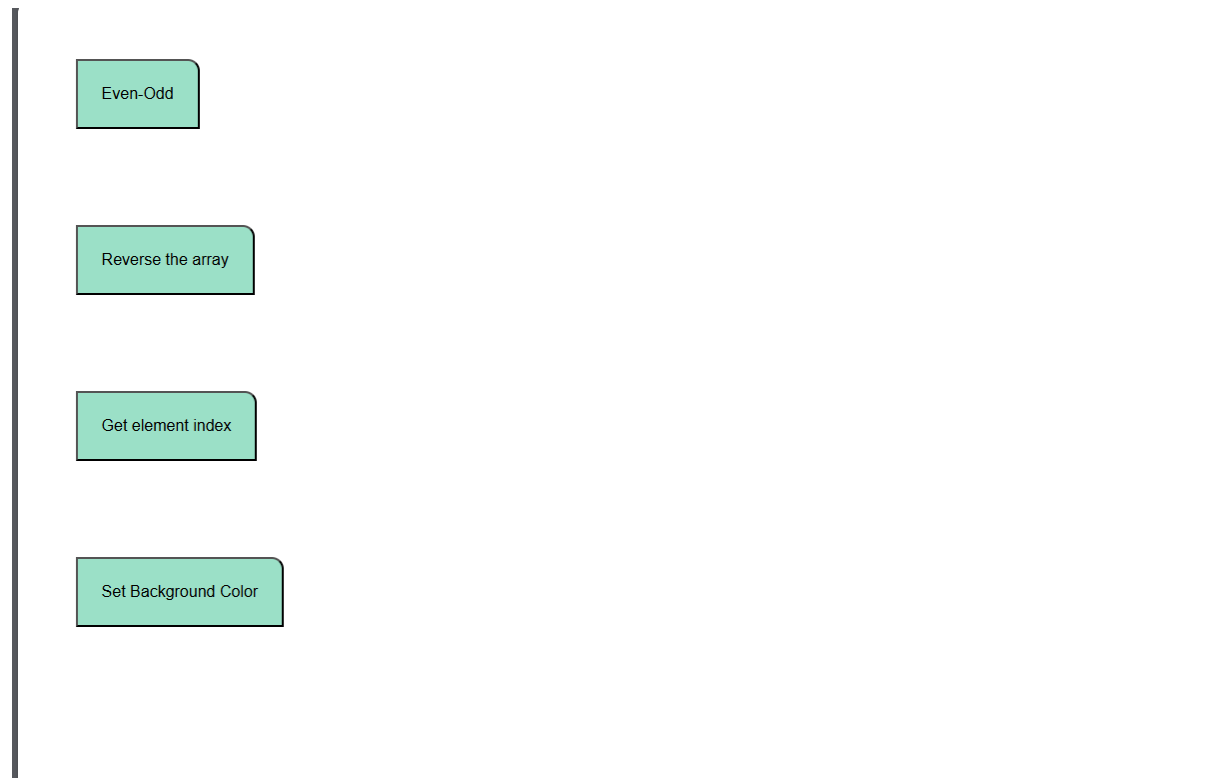 Even-Odd
Reverse the array
Get element index
Set Background Color